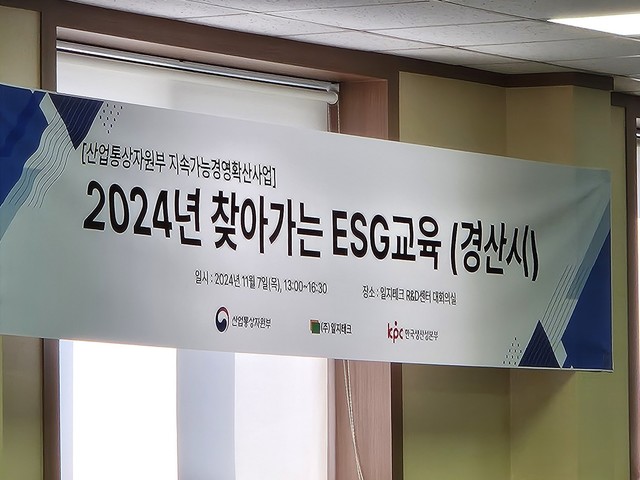 [산업통상자원부 지속가능경영확산사업]
2024년 찾아가는 ESG교육 (경산시)
일시 : 2024년 11월 7일(목), 13:00~16:30
장소 : 일지테크 R&D센터 대회의실
산업통상자원부
(주) 일지테크
kpc 한국생산성본부